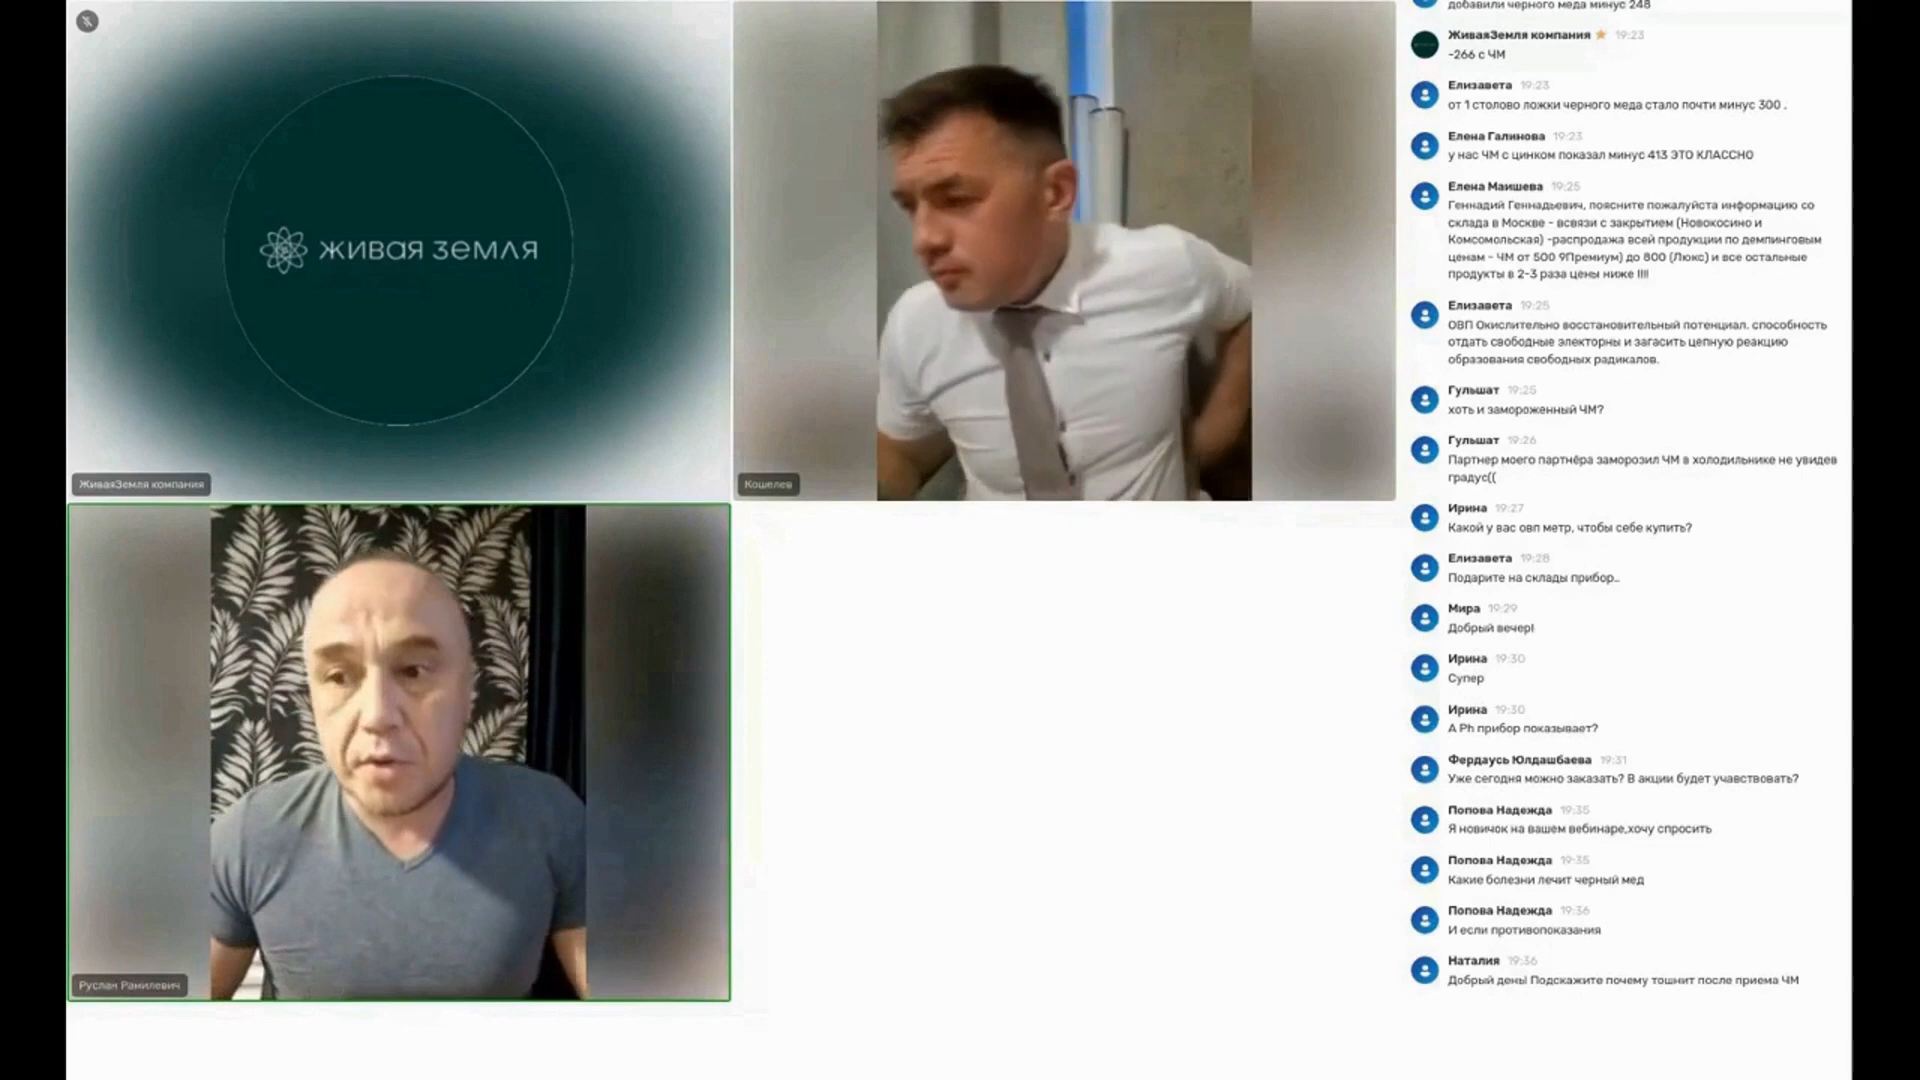 живая земля
ЖиваяЗемля компания
Кошелев
Руслан Рамилевич
добавили черного меда минус 248
ЖиваяЗемля компания 19:23
-266 с ЧМ
Елизавета 19:23
от 1 столово ложки черного меда стало почти минус 300 .
Елена Галинова 19:23
у нас ЧМ с цинком показал минус 413 ЭТО КЛАССНО
Елена Маишева 19:25
Геннадий Геннадьевич, поясните пожалуйста информацию со
склада в Москве - всвязи с закрытием (Новокосино и
Комсомольская) -распродажа всей продукции по демпинговым
ценам - ЧМ от 500 9Премиум) до 800 (Люкс) и все остальные
продукты в 2-3 раза цены ниже !!!!
Елизавета 19:25
ОВП Окислительно восстановительный потенциал. способность
отдать свободные электорны и загасить цепную реакцию
образования свободных радикалов.
Гульшат 19:25
хоть и замороженный ЧМ?
Гульшат 19:26
Партнер моего партнёра заморозил ЧМ в холодильнике не увидев
градус((
Ирина 19:27
Какой у вас овп метр, чтобы себе купить?
Елизавета 19:28
Подарите на склады прибор..
Мира 19:29
Добрый вечер!
Ирина 19:30
Супер
Ирина 19:30
А Ph прибор показывает?
Фердаусь Юлдашбаева 19:31
Уже сегодня можно заказать? В акции будет учавствовать?
Попова Надежда 19:35
Я новичок на вашем вебинаре,хочу спросить
Попова Надежда 19:35
Какие болезни лечит черный мед
Попова Надежда 19:36
И если противопоказания
Наталия 19:36
Добрый день! Подскажите почему тошнит после приема ЧМ